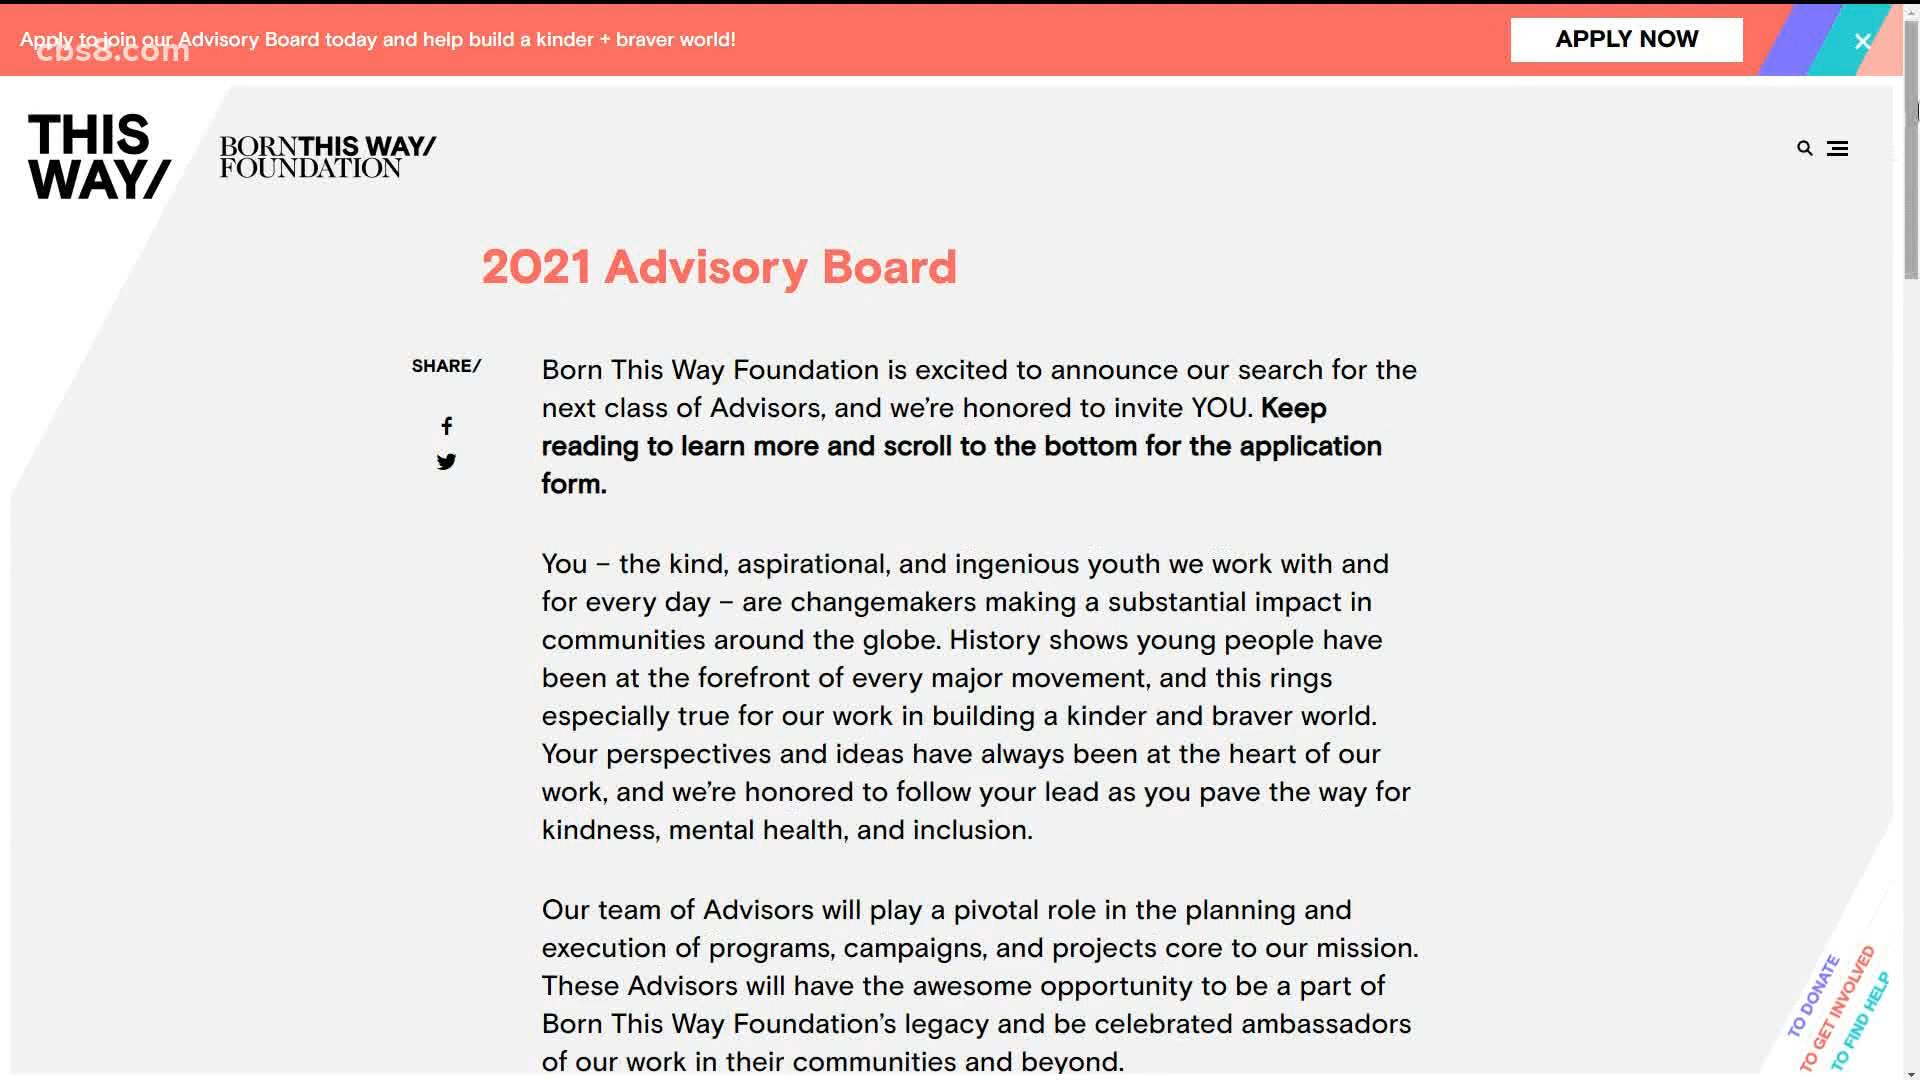 Apply to join our Advisory Board today and help build a kinder + braver world!
APPLY NOW
cbs8.com
THIS
WAY/
BORNTHIS WAY/
FOUNDATION
2021 Advisory Board
SHARE/
Born This Way Foundation is excited to announce our search for the
next class of Advisors, and we're honored to invite YOU. Keep
reading to learn more and scroll to the bottom for the application
form.
You – the kind, aspirational, and ingenious youth we work with and
for every day – are changemakers making a substantial impact in
communities around the globe. History shows young people have
been at the forefront of every major movement, and this rings
especially true for our work in building a kinder and braver world.
Your perspectives and ideas have always been at the heart of our
work, and we're honored to follow your lead as you pave the way for
kindness, mental health, and inclusion.
Our team of Advisors will play a pivotal role in the planning and
execution of programs, campaigns, and projects core to our mission.
These Advisors will have the awesome opportunity to be a part of
Born This Way Foundation's legacy and be celebrated ambassadors
of our work in their communities and beyond.
TO DONATE
TO GET INVOLVED
TO FIND HELP